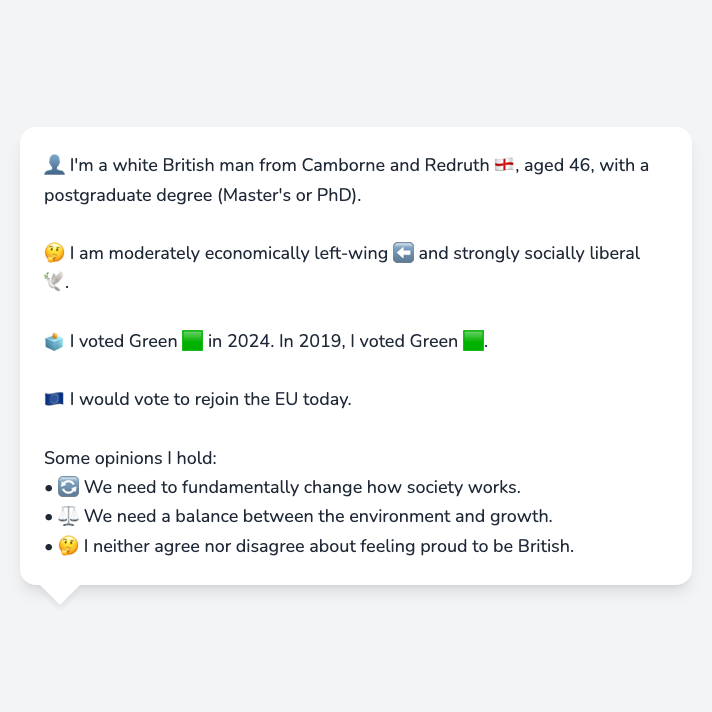 👤 I'm a white British man from Camborne and Redruth 🏴󠁧󠁢󠁥󠁮󠁧󠁿, aged 46, with a
postgraduate degree (Master's or PhD).
🤔 I am moderately economically left-wing ⬅️ and strongly socially liberal
🕊️.
🗳️ I voted Green 🟩 in 2024. In 2019, I voted Green 🟩.
🇪🇺 I would vote to rejoin the EU today.
Some opinions I hold:
• 🔄 We need to fundamentally change how society works.
• ⚖️ We need a balance between the environment and growth.
• 🤔 I neither agree nor disagree about feeling proud to be British.